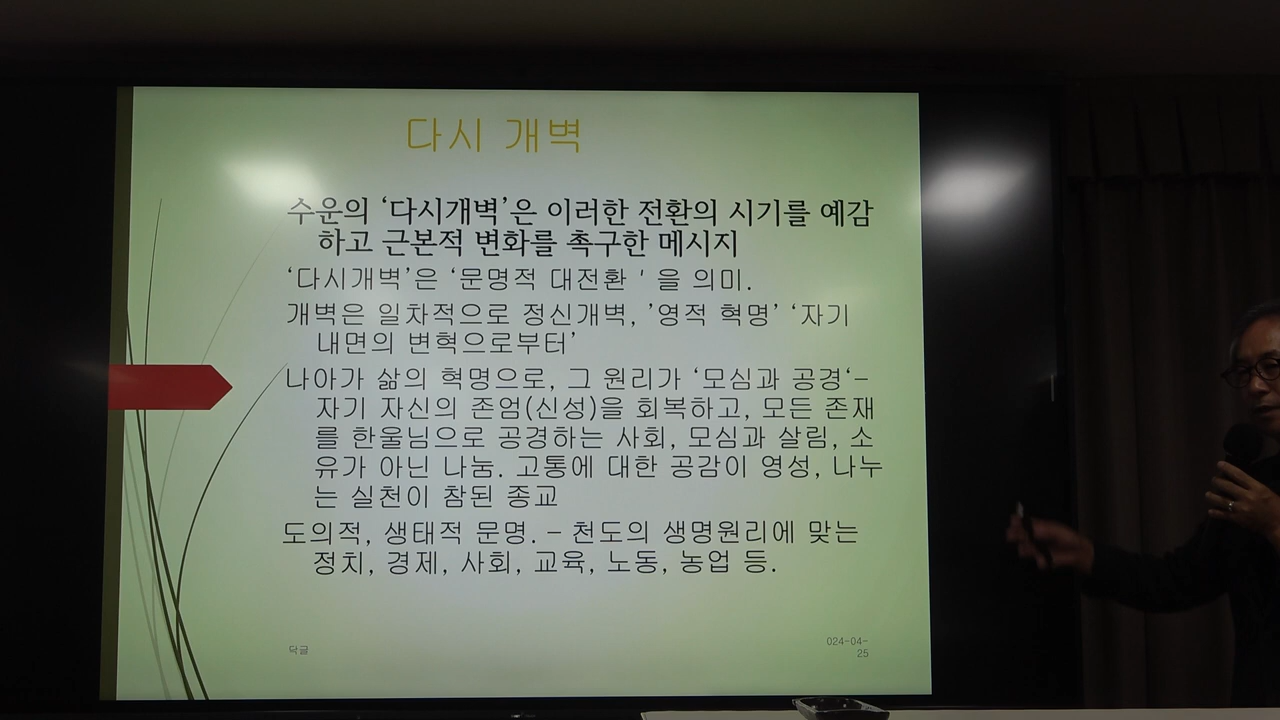 다시 개벽
수운의 ‘다시개벽’은 이러한 전환의 시기를 예감
하고 근본적 변화를 촉구한 메시지
‘다시개벽’은 ‘문명적 대전환 ' 을 의미.
개벽은 일차적으로 정신개벽, ’영적 혁명’ ‘자기
내면의 변혁으로부터’
나아가 삶의 혁명으로, 그 원리가 ‘모심과 공경‘–
자기 자신의 존엄(신성)을 회복하고, 모든 존재
를 한울님으로 공경하는 사회, 모심과 살림, 소
유가 아닌 나눔. 고통에 대한 공감이 영성, 나누
는 실천이 참된 종교
도의적, 생태적 문명. – 천도의 생명원리에 맞는
정치, 경제, 사회, 교육, 노동, 농업 등.
닥글
024-04-
25